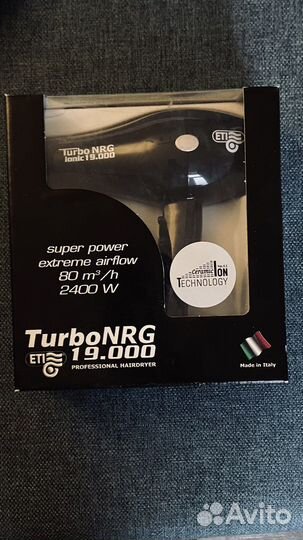 Turbo NRG
Ionic 19.000
ETI
super power
extreme airflow
80 m³/h
2400 W
ceramic
ION
TECHNOLOGY
TurboNRG
ETI 19.000
PROFESSIONAL HAIRDRYER
Made in Italy
Avito